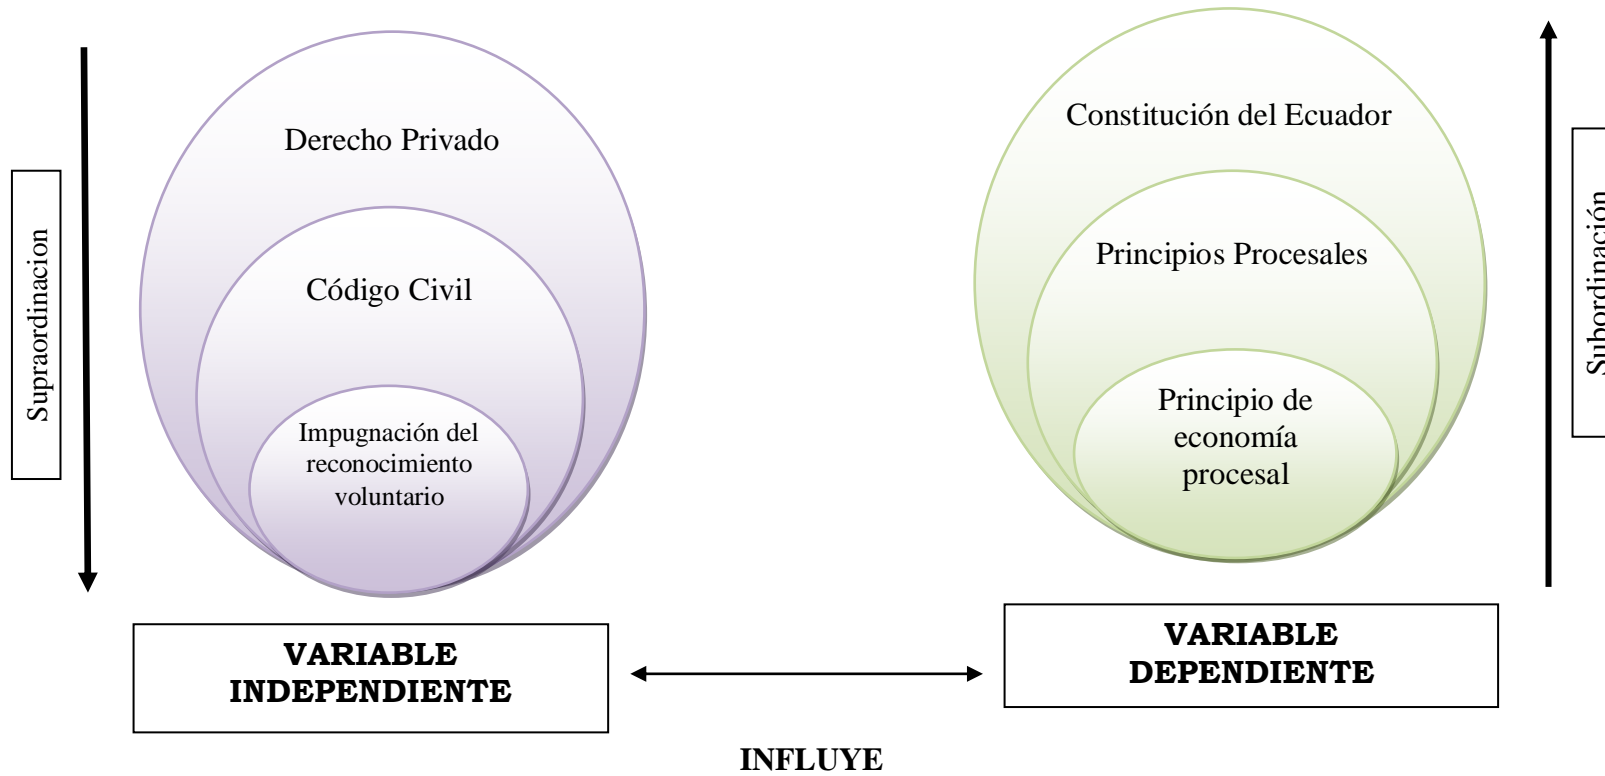 Supraordinacion
Derecho Privado
Código Civil
Impugnación del
reconocimiento
voluntario
VARIABLE
INDEPENDIENTE
Constitución del Ecuador
Principios Procesales
Principio de
economía
procesal
VARIABLE
DEPENDIENTE
Subordinación
INFLUYE